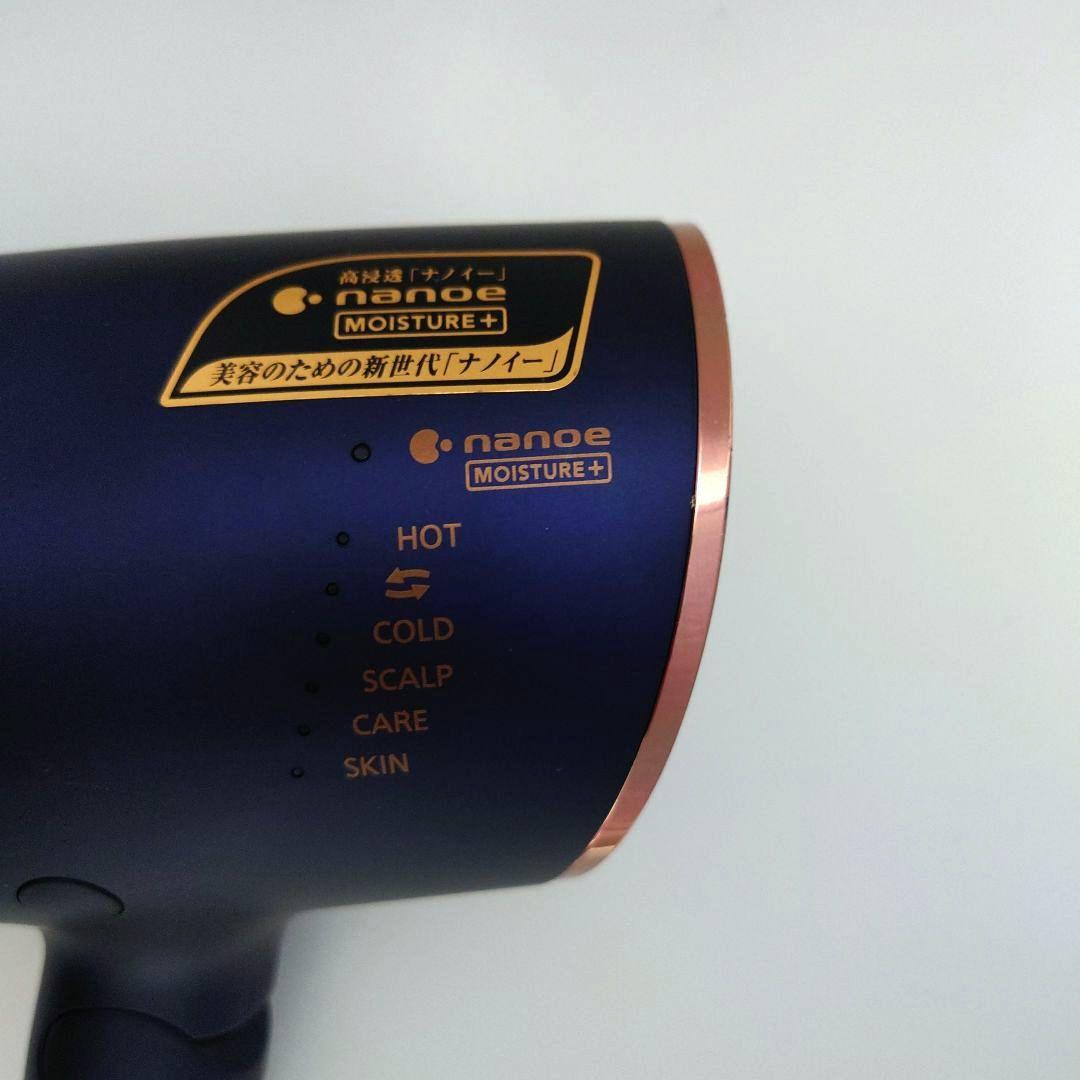 高浸透「ナノイー」
nanoe
MOISTURE+
美容のための新世代「ナノイー」
nanoe
MOISTURE+
HOT
COLD
SCALP
CARE
SKIN